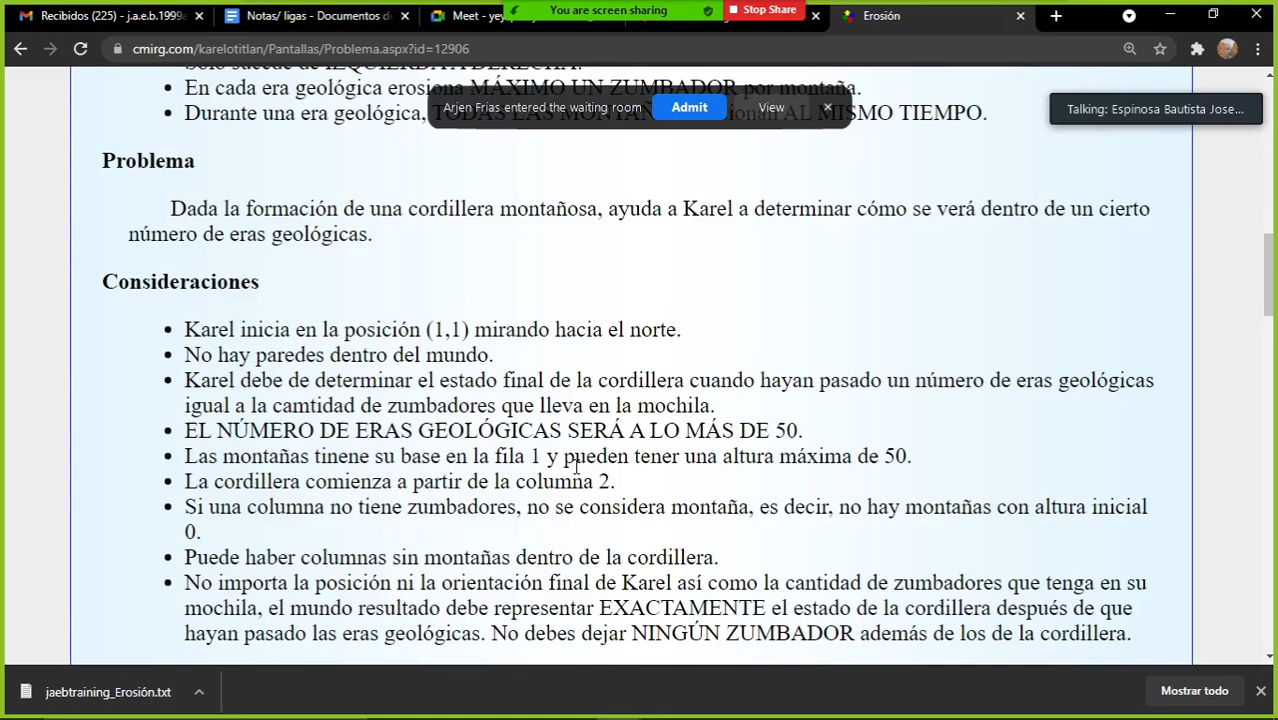 Recibidos (225) - j.a.e.b.1999
Notas/ ligas - Documentos d
Meet - yey
You are screen sharing
Stop Share
Erosión
cmirg.com/karelotitlan/Pantallas/Problema.aspx?id=12906
Solo sucede de IZQUIERDA A DERECHA.
En cada era geológica erosiona MÁXIMO UN ZUMBADOR por montaña.
Arjen Frias entered the waiting room Admit View
Talking: Espinosa Bautista Jose...
Durante una era geológica, TODAS LAS MONTAÑ AL MISMO TIEMPO.
Problema
Dada la formación de una cordillera montañosa, ayuda a Karel a determinar cómo se verá dentro de un cierto
número de eras geológicas.
Consideraciones
Karel inicia en la posición (1,1) mirando hacia el norte.
No hay paredes dentro del mundo.
Karel debe de determinar el estado final de la cordillera cuando hayan pasado un número de eras geológicas
igual a la camtidad de zumbadores que lleva en la mochila.
EL NÚMERO DE ERAS GEOLÓGICAS SERÁ A LO MÁS DE 50.
Las montañas tinene su base en la fila 1 y pueden tener una altura máxima de 50.
La cordillera comienza a partir de la columna 2.
Si una columna no tiene zumbadores, no se considera montaña, es decir, no hay montañas con altura inicial
0.
Puede haber columnas sin montañas dentro de la cordillera.
No importa la posición ni la orientación final de Karel así como la cantidad de zumbadores que tenga en su
mochila, el mundo resultado debe representar EXACTAMENTE el estado de la cordillera después de que
hayan pasado las eras geológicas. No debes dejar NINGÚN ZUMBADOR además de los de la cordillera.
jaebtraining_Erosión.txt
Mostrar todo